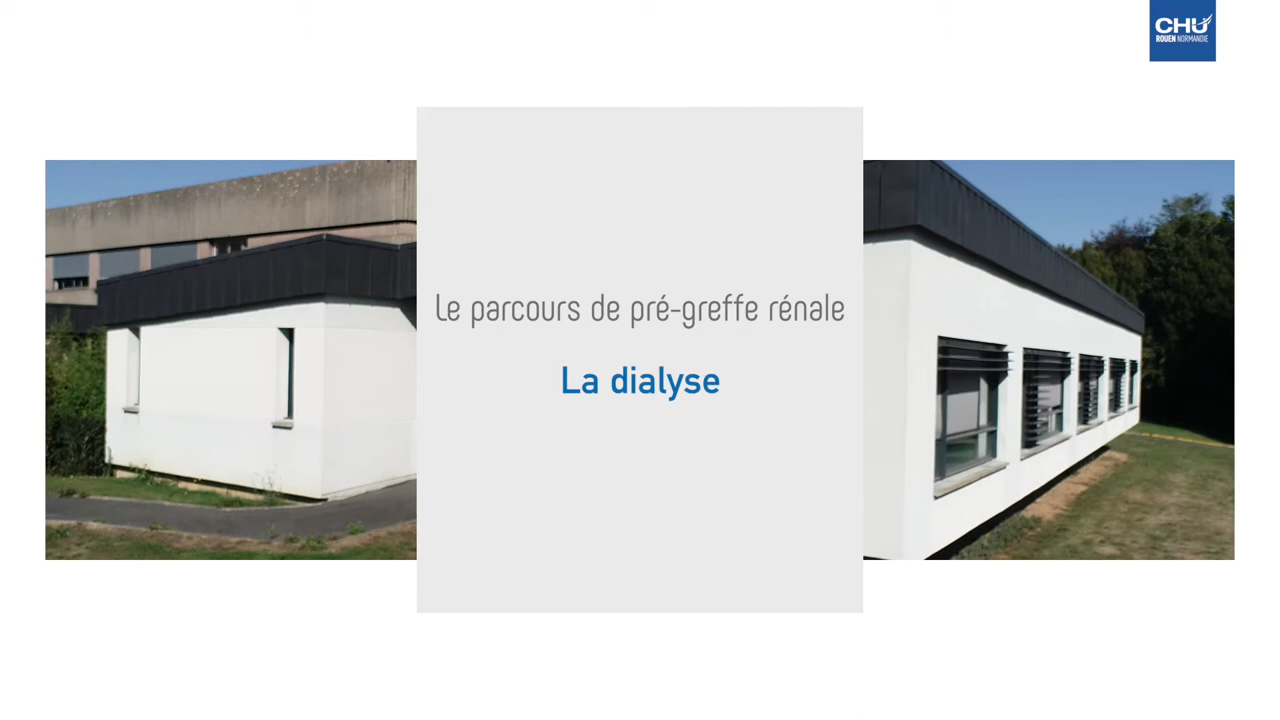 CHU
ROUEN NORMANDIE
Le parcours de pré-greffe rénale
La dialyse